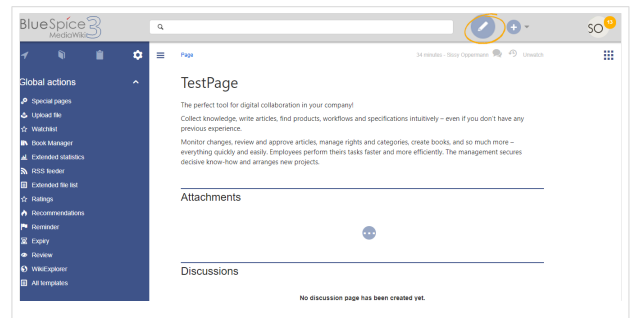 BlueSpice 3
MediaWiki
SO
15
Page
34 minutes - Sissy Oppermann
Unwatch
Global actions
Special pages
Upload file
Watchlist
Book Manager
Extended statistics
RSS feeder
Extended file list
Ratings
Recommendations
Reminder
Expiry
Review
WikiExplorer
All templates
TestPage
The perfect tool for digital collaboration in your company!
Collect knowledge, write articles, find products, workflows and specifications intuitively – even if you don't have any
previous experience.
Monitor changes, review and approve articles, manage rights and categories, create books, and so much more –
everything quickly and easily. Employees perform theirs tasks faster and more efficiently. The management secures
decisive know-how and arranges new projects.
Attachments
Discussions
No discussion page has been created yet.